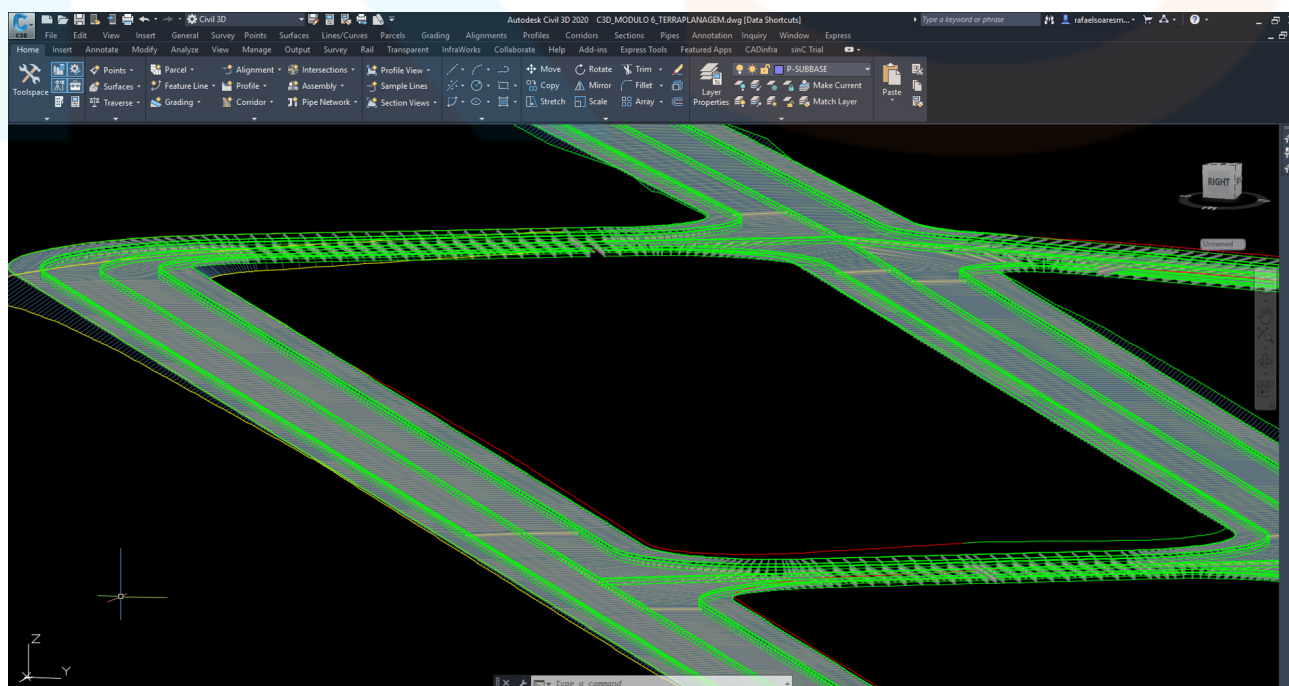 Civil 3D Autodesk Civil 3D 2020 C3D_MODULO 6_TERRAPLANAGEM.dwg [Data Shortcuts] Type a keyword or phrase rafaelsoaresm...
C3D File Edit View Insert General Survey Points Surfaces Lines/Curves Parcels Grading Alignments Profiles Corridors Sections Pipes Annotation Inquiry Window Express
Home Insert Annotate Modify Analyze View Manage Output Survey Rail Transparent InfraWorks Collaborate Help Add-ins Express Tools Featured Apps CADinfra sinC Trial
Points Parcel Alignment Intersections Profile View Move Rotate Trim P-SUBBASE
Toolspace Surfaces Feature Line Profile Assembly Sample Lines Copy Mirror Fillet Layer Properties Make Current Paste
Traverse Grading Corridor Pipe Network Section Views Stretch Scale Array Match Layer
RIGHT
Unnamed
Z
Y
X
Type a command